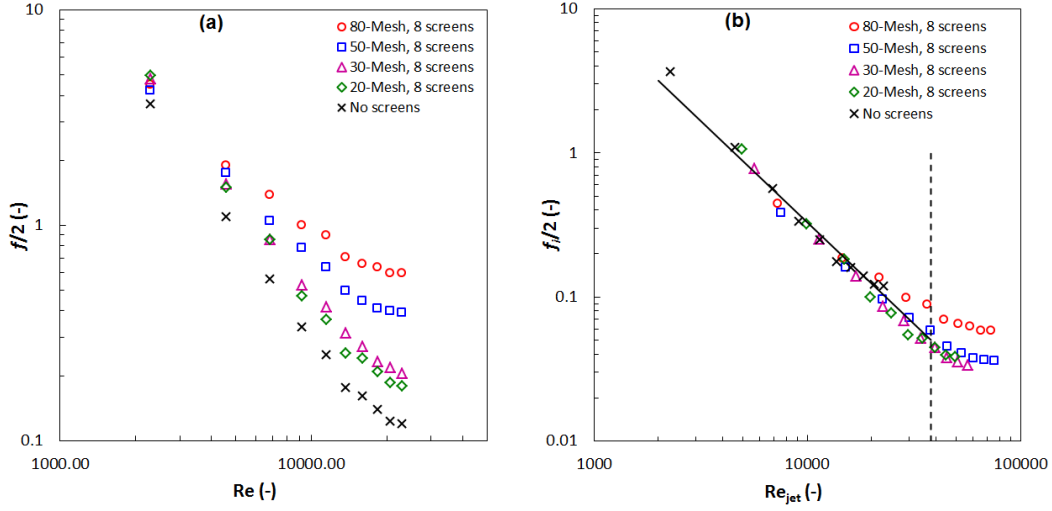 (a)
10
1
0.1
f/2 (-)
80-Mesh, 8 screens
50-Mesh, 8 screens
30-Mesh, 8 screens
20-Mesh, 8 screens
No screens
1000.00
10000.00
Re (-)
(b)
10
1
0.1
0.01
fj/2 (-)
80-Mesh, 8 screens
50-Mesh, 8 screens
30-Mesh, 8 screens
20-Mesh, 8 screens
No screens
1000
10000
100000
Rejet (-)